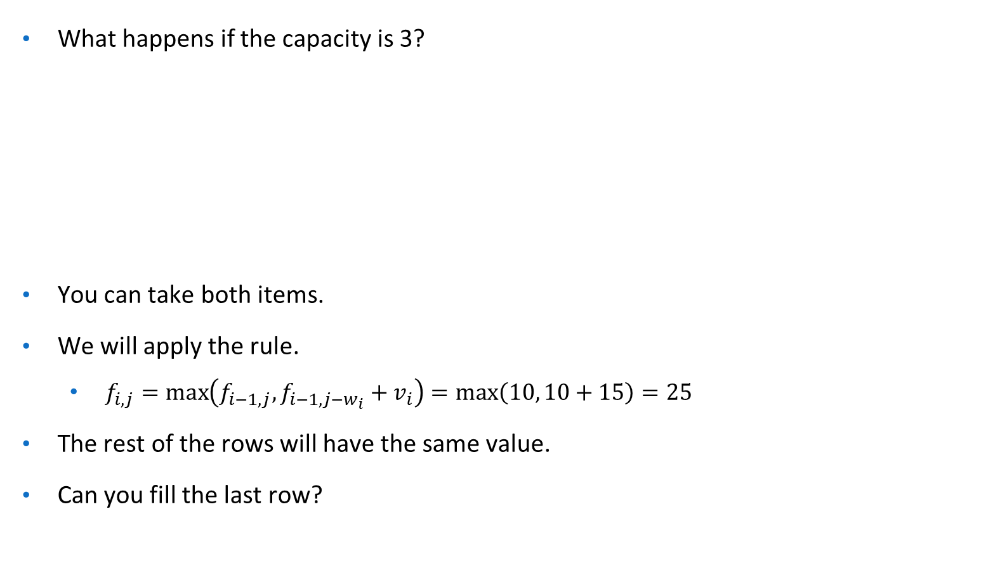 • What happens if the capacity is 3?
• You can take both items.
• We will apply the rule.
• $f_{i,j} = \max(f_{i-1,j}, f_{i-1,j-w_i} + v_i) = \max(10, 10 + 15) = 25$
• The rest of the rows will have the same value.
• Can you fill the last row?